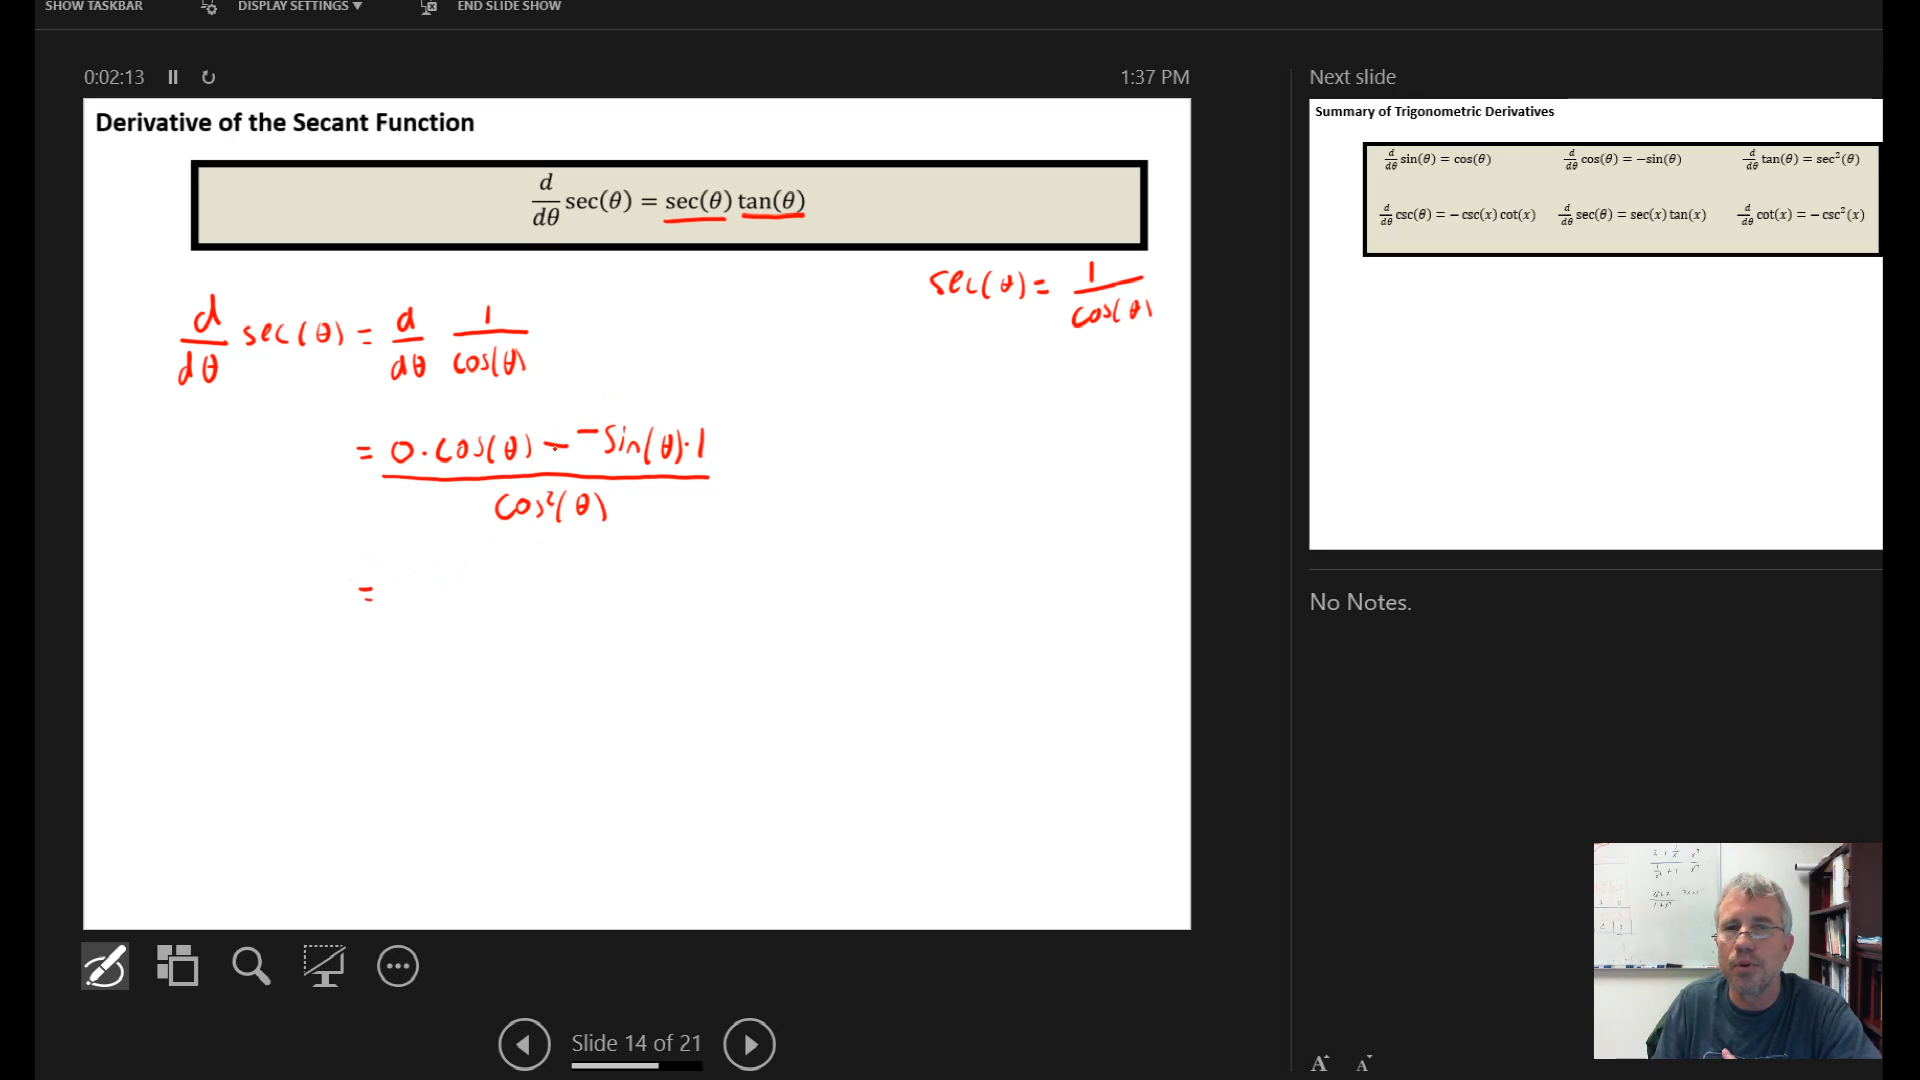 SHOW TASKBAR DISPLAY SETTINGS ▼ END SLIDE SHOW
0:02:13 1:37 PM
Derivative of the Secant Function
d/dθ sec(θ) = sec(θ) tan(θ)
sec(θ) = 1/cos(θ)
d/dθ sec(θ) = d/dθ 1/cos(θ)
= 0·cos(θ) − −sin(θ)·1 / cos²(θ)
=
Slide 14 of 21
Next slide
Summary of Trigonometric Derivatives
d/dθ sin(θ) = cos(θ) d/dθ cos(θ) = −sin(θ) d/dθ tan(θ) = sec²(θ)
d/dθ csc(θ) = − csc(x) cot(x) d/dθ sec(θ) = sec(x) tan(x) d/dθ cot(x) = − csc²(x)
No Notes.
A A